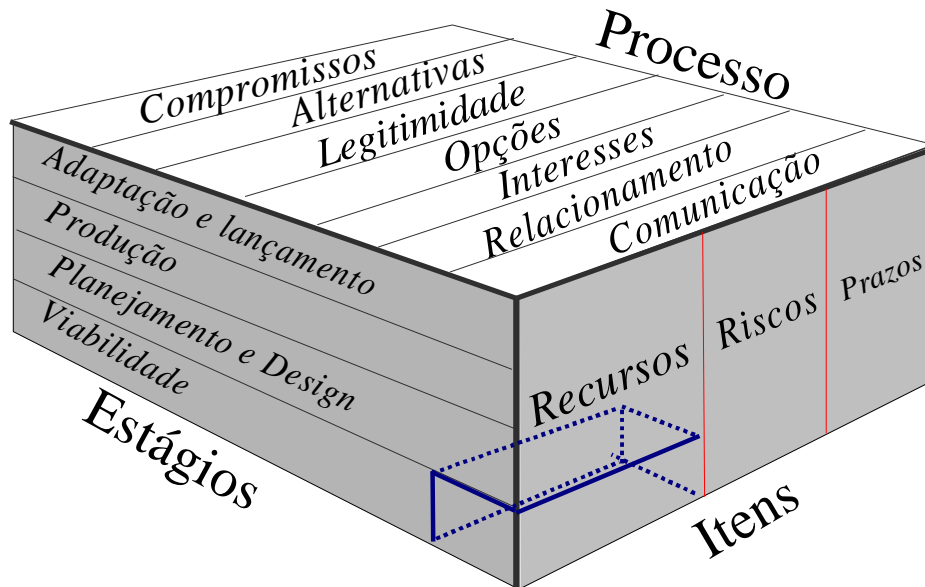 Processo
Compromissos
Alternativas
Legitimidade
Opções
Interesses
Relacionamento
Comunicação
Adaptação e lançamento
Produção
Planejamento e Design
Viabilidade
Estágios
Recursos
Riscos
Prazos
Itens